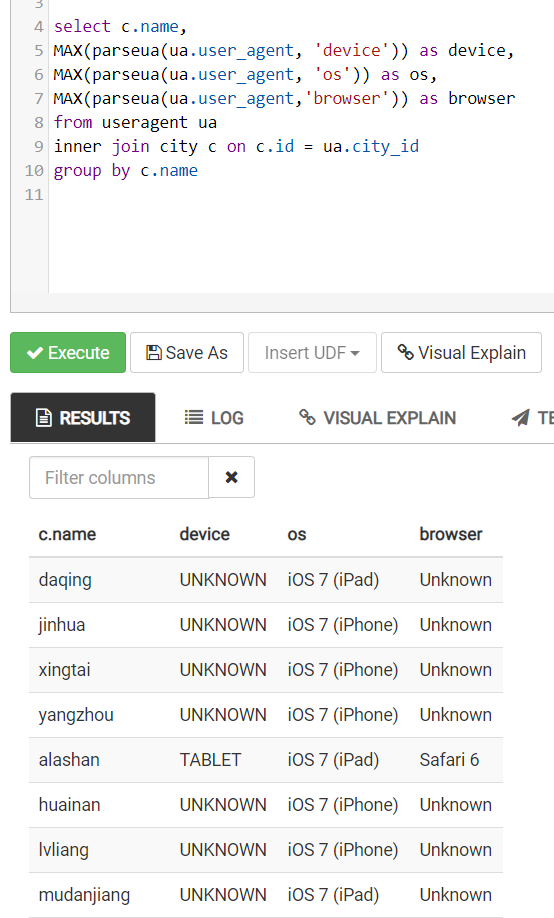 3
4 select c.name,
5 MAX(parseua(ua.user_agent, 'device')) as device,
6 MAX(parseua(ua.user_agent, 'os')) as os,
7 MAX(parseua(ua.user_agent,'browser')) as browser
8 from useragent ua
9 inner join city c on c.id = ua.city_id
10 group by c.name
11
Execute Save As Insert UDF Visual Explain
RESULTS LOG VISUAL EXPLAIN TE
Filter columns
c.name device os browser
daqing UNKNOWN iOS 7 (iPad) Unknown
jinhua UNKNOWN iOS 7 (iPhone) Unknown
xingtai UNKNOWN iOS 7 (iPhone) Unknown
yangzhou UNKNOWN iOS 7 (iPhone) Unknown
alashan TABLET iOS 7 (iPad) Safari 6
huainan UNKNOWN iOS 7 (iPhone) Unknown
lvliang UNKNOWN iOS 7 (iPhone) Unknown
mudanjiang UNKNOWN iOS 7 (iPad) Unknown